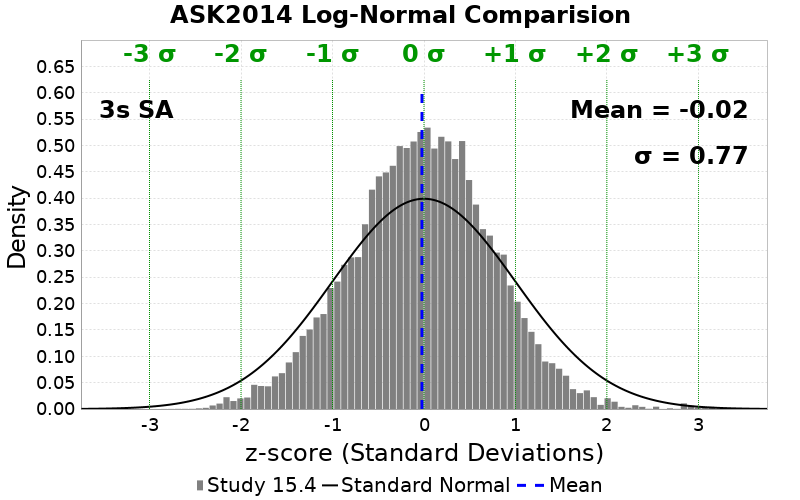 ASK2014 Log-Normal Comparision
-3 σ -2 σ -1 σ 0 σ +1 σ +2 σ +3 σ
3s SA
Mean = -0.02
σ = 0.77
Density
0.65
0.60
0.55
0.50
0.45
0.40
0.35
0.30
0.25
0.20
0.15
0.10
0.05
0.00
-3 -2 -1 0 1 2 3
z-score (Standard Deviations)
Study 15.4 Standard Normal Mean